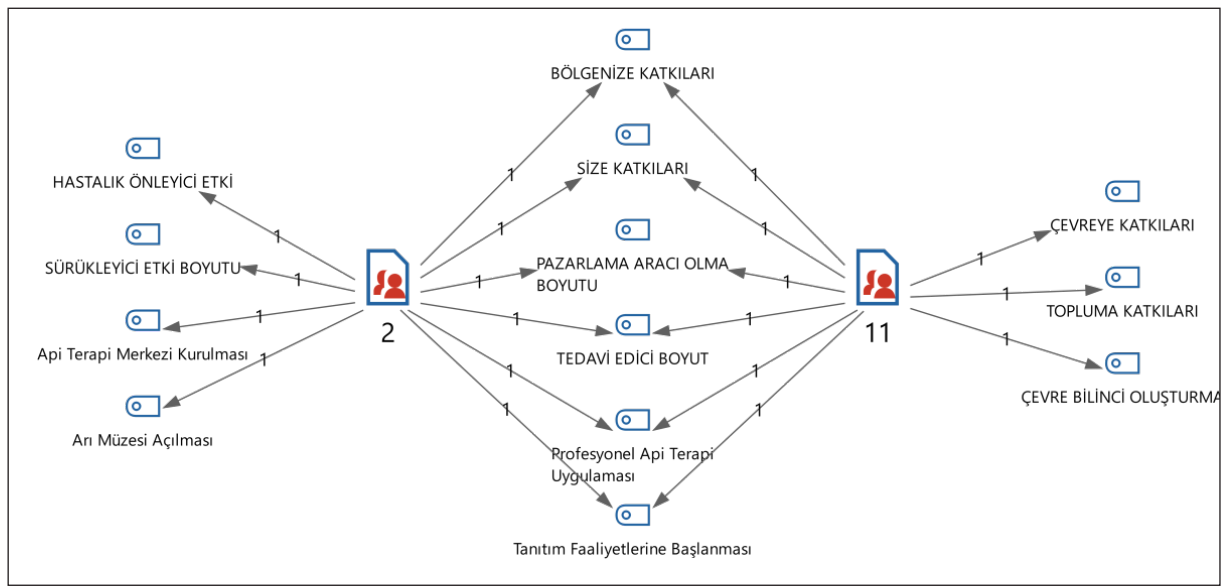 BÖLGENİZE KATKILARI
1
1
SİZE KATKILARI
1
1
HASTALIK ÖNLEYİCİ ETKİ
1
SÜRÜKLEYİCİ ETKİ BOYUTU
1
Api Terapi Merkezi Kurulması
1
Arı Müzesi Açılması
1
2
PAZARLAMA ARACI OLMA
BOYUTU
1
1
TEDAVİ EDİCİ BOYUT
1
1
Profesyonel Api Terapi
Uygulaması
1
1
Tanıtım Faaliyetlerine Başlanması
1
1
11
ÇEVREYE KATKILARI
1
TOPLUMA KATKILARI
1
ÇEVRE BİLİNCİ OLUŞTURMA
1